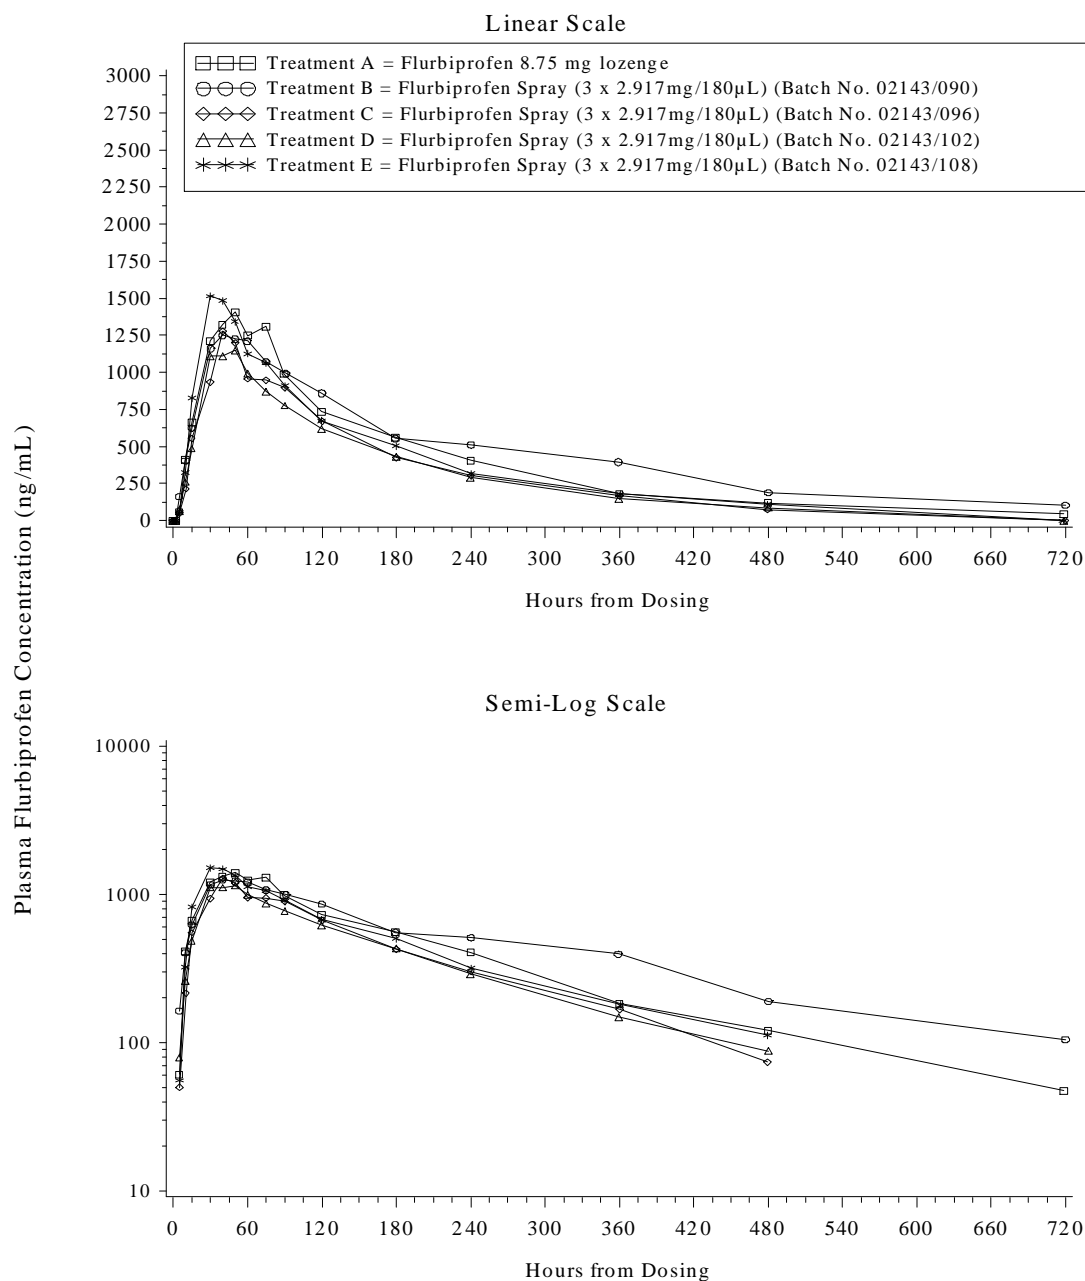 Linear Scale
Treatment A = Flurbiprofen 8.75 mg lozenge
Treatment B = Flurbiprofen Spray (3 x 2.917mg/180µL) (Batch No. 02143/090)
Treatment C = Flurbiprofen Spray (3 x 2.917mg/180µL) (Batch No. 02143/096)
Treatment D = Flurbiprofen Spray (3 x 2.917mg/180µL) (Batch No. 02143/102)
Treatment E = Flurbiprofen Spray (3 x 2.917mg/180µL) (Batch No. 02143/108)
3000
2750
2500
2250
2000
1750
1500
1250
1000
750
500
250
0
0 60 120 180 240 300 360 420 480 540 600 660 720
Hours from Dosing
Plasma Flurbiprofen Concentration (ng/mL)
Semi-Log Scale
10000
1000
100
10
0 60 120 180 240 300 360 420 480 540 600 660 720
Hours from Dosing